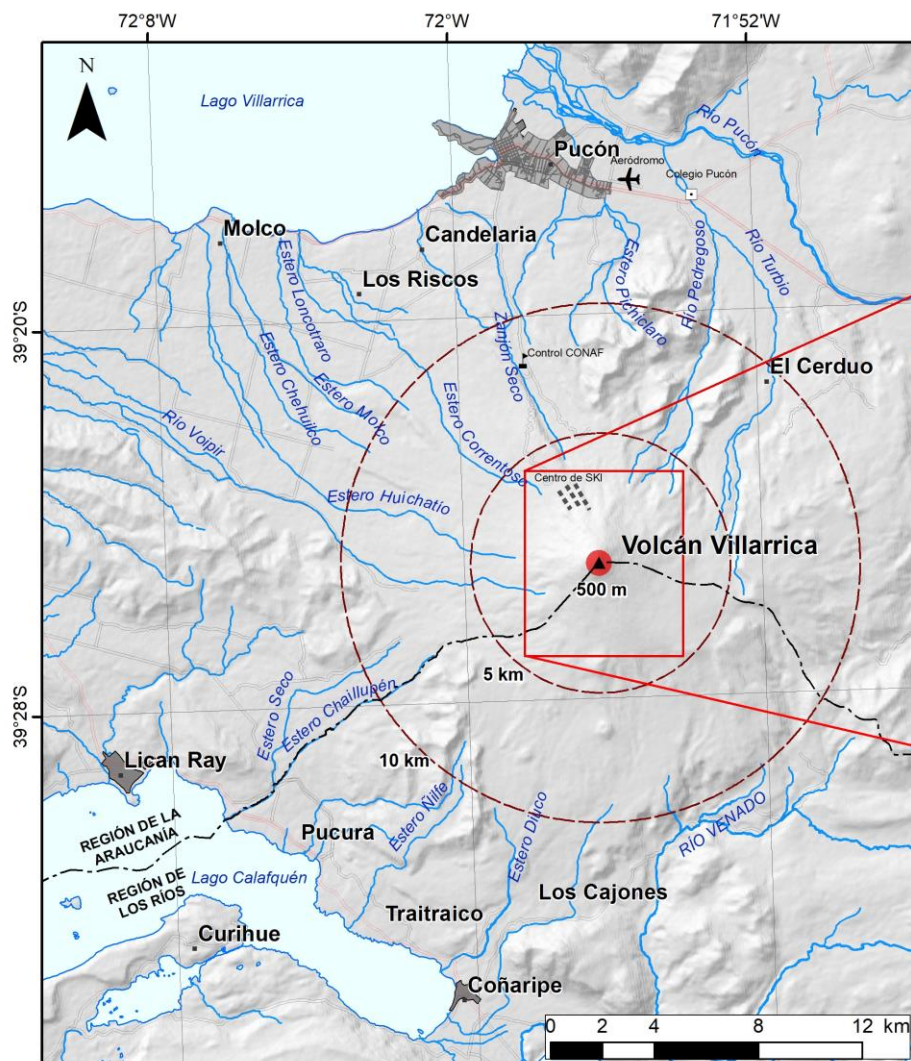 72°8'W
72°W
71°52'W
N
Lago Villarrica
Río Pucón
Pucón
Aeródromo
Colegio Pucón
Molco
Candelaria
Los Riscos
Estero Loncotraro
Estero Pichiclaro
Río Pedregoso
Río Turbio
39°20'S
Zanjón Seco
Control CONAF
El Cerduo
Estero Chehuilco
Estero Molco
Estero Correntoso
Río Voipir
Centro de SKI
Estero Huichatío
Volcán Villarrica
500 m
5 km
39°28'S
Estero Seco
Estero Chaillupén
10 km
Lican Ray
Estero Ñilfe
Pucura
Estero Diuco
RÍO VENADO
REGIÓN DE LA
ARAUCANÍA
REGIÓN DE
LOS RÍOS
Lago Calafquén
Los Cajones
Traitraico
Curihue
Coñaripe
0 2 4 8 12 km